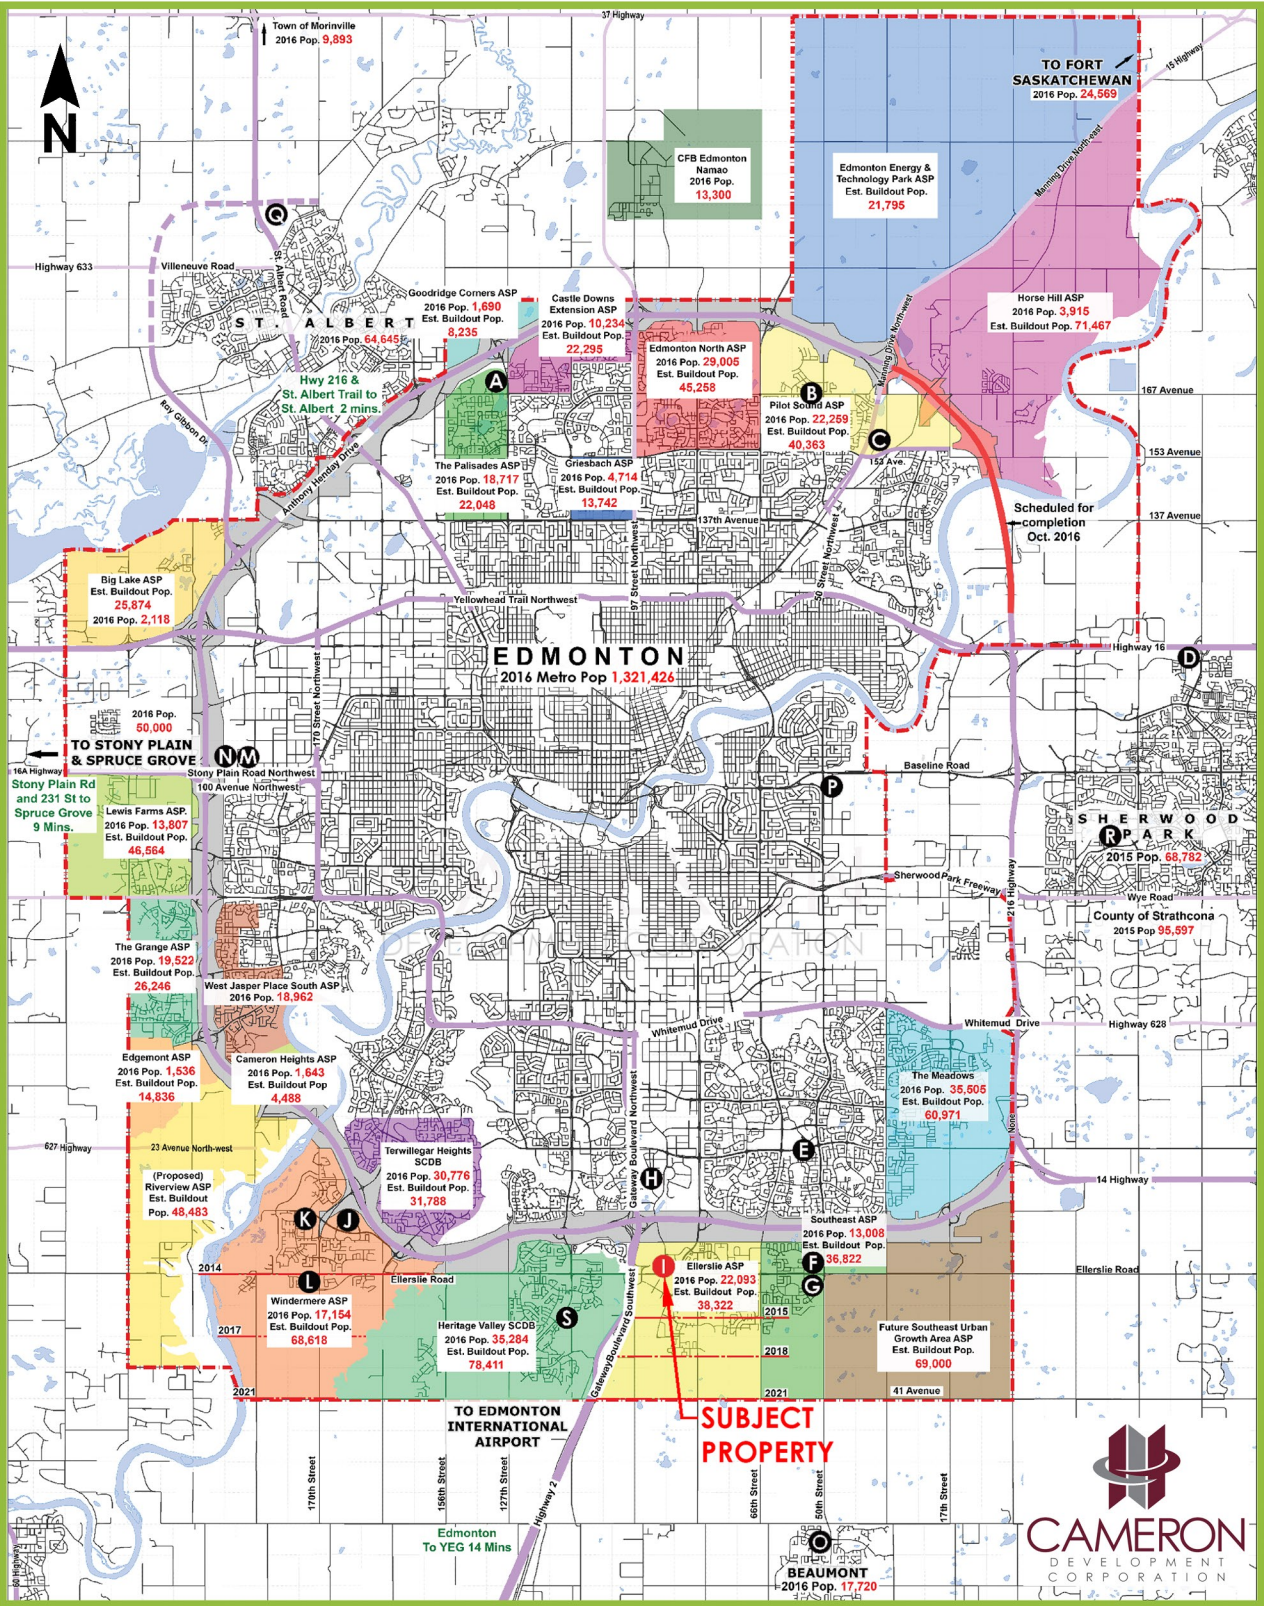 37 Highway
Town of Morinville
2016 Pop. 9,893
N
TO FORT
SASKATCHEWAN
2016 Pop. 24,569
15 Highway
Manning Drive North-east
CFB Edmonton
Namao
2016 Pop.
13,300
Edmonton Energy &
Technology Park ASP
Est. Buildout Pop.
21,795
Q
Highway 633
Villeneuve Road
St. Albert Road
ST. ALBERT
2016 Pop. 64,645
Goodridge Corners ASP
2016 Pop. 1,690
Est. Buildout Pop.
8,235
Castle Downs
Extension ASP
2016 Pop. 10,234
Est. Buildout Pop.
22,295
Horse Hill ASP
2016 Pop. 3,915
Est. Buildout Pop. 71,467
Manning Drive North-west
Edmonton North ASP
2016 Pop. 29,005
Est. Buildout Pop.
45,258
Hwy 216 &
St. Albert Trail to
St. Albert 2 mins.
A
B
167 Avenue
Pilot Sound ASP
2016 Pop. 22,259
Est. Buildout Pop.
40,363
Ray Gibbon Dr.
C
Anthony Henday Drive
153 Ave.
153 Avenue
The Palisades ASP
2016 Pop. 18,717
Est. Buildout Pop.
22,048
Griesbach ASP
2016 Pop. 4,714
Est. Buildout Pop.
13,742
137th Avenue
137 Avenue
Scheduled for
completion
Oct. 2016
97 Street Northwest
50 Street Northwest
Big Lake ASP
Est. Buildout Pop.
25,874
2016 Pop. 2,118
Yellowhead Trail Northwest
EDMONTON
2016 Metro Pop 1,321,426
Highway 16
D
170 Street Northwest
2016 Pop.
50,000
TO STONY PLAIN
& SPRUCE GROVE
N
M
16A Highway
Stony Plain Road Northwest
100 Avenue Northwest
Baseline Road
P
Stony Plain Rd
and 231 St to
Spruce Grove
9 Mins.
Lewis Farms ASP
2016 Pop. 13,807
Est. Buildout Pop.
46,564
SHERWOOD
R
PARK
2015 Pop. 68,782
Sherwood Park Freeway
216 Highway
Wye Road
County of Strathcona
2015 Pop 95,597
DEVELOPMENT CORPORATION
The Grange ASP
2016 Pop. 19,522
Est. Buildout Pop.
26,246
West Jasper Place South ASP
2016 Pop. 18,962
Whitemud Drive
Whitemud Drive
Highway 628
Edgemont ASP
2016 Pop. 1,536
Est. Buildout Pop.
14,836
Cameron Heights ASP
2016 Pop. 1,643
Est. Buildout Pop
4,488
The Meadows
2016 Pop. 35,505
Est. Buildout Pop.
60,971
Gateway Boulevard Northwest
None
627 Highway
23 Avenue North-west
Terwillegar Heights
SCDB
2016 Pop. 30,776
Est. Buildout Pop.
31,788
E
H
14 Highway
(Proposed)
Riverview ASP
Est. Buildout
Pop. 48,483
K
J
Southeast ASP
2016 Pop. 13,008
Est. Buildout Pop.
36,822
F
G
2014
L
Ellerslie Road
I
Ellerslie ASP
2016 Pop. 22,093
Est. Buildout Pop.
38,322
Ellerslie Road
Windermere ASP
2016 Pop. 17,154
Est. Buildout Pop.
68,618
2015
2017
Heritage Valley SCDB
2016 Pop. 35,284
Est. Buildout Pop.
78,411
S
Gateway Boulevard Southwest
Future Southeast Urban
Growth Area ASP
Est. Buildout Pop.
69,000
2018
2021
2021
41 Avenue
TO EDMONTON
INTERNATIONAL
AIRPORT
SUBJECT
PROPERTY
170th Street
156th Street
127th Street
Highway 2
66th Street
50th Street
17th Street
Edmonton
To YEG 14 Mins
60 Highway
O
BEAUMONT
2016 Pop. 17,720
CAMERON
DEVELOPMENT
CORPORATION